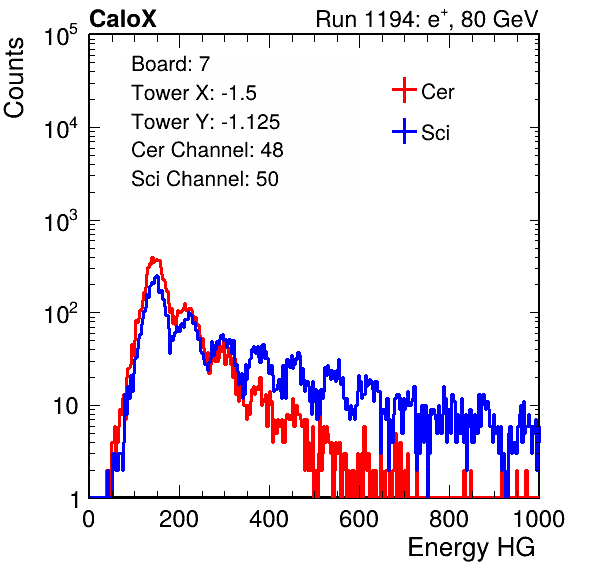 CaloX Run 1194: e⁺, 80 GeV
Counts
10⁵
10⁴
10³
10²
10
1
Board: 7
Tower X: -1.5
Tower Y: -1.125
Cer Channel: 48
Sci Channel: 50
Cer
Sci
0 200 400 600 800 1000
Energy HG